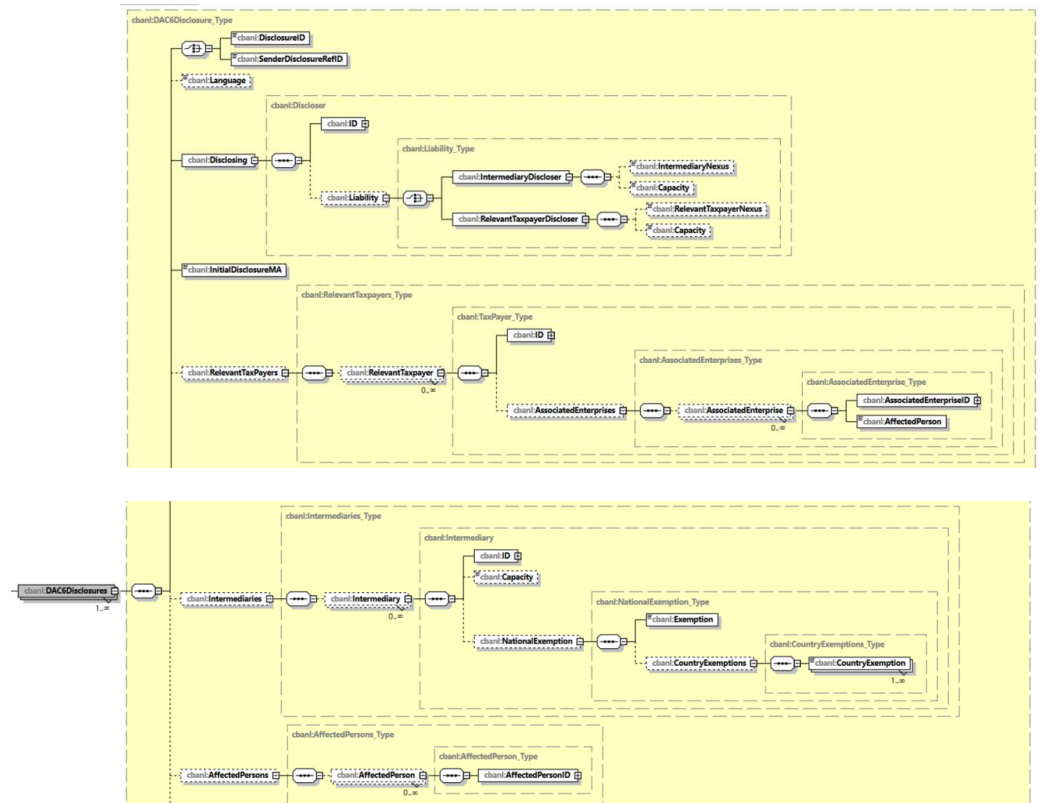 cbanl:DAC6Disclosure_Type
cbanl:DisclosureID
cbanl:SenderDisclosureRefID
cbanl:Language
cbanl:Discloser
cbanl:ID
cbanl:Liability_Type
cbanl:Disclosing
cbanl:IntermediaryNexus
cbanl:IntermediaryDiscloser
cbanl:Capacity
cbanl:Liability
cbanl:RelevantTaxpayerNexus
cbanl:RelevantTaxpayerDiscloser
cbanl:Capacity
cbanl:InitialDisclosureMA
cbanl:RelevantTaxpayers_Type
cbanl:TaxPayer_Type
cbanl:ID
cbanl:AssociatedEnterprises_Type
cbanl:RelevantTaxPayers
cbanl:RelevantTaxpayer
0..∞
cbanl:AssociatedEnterprise_Type
cbanl:AssociatedEnterpriseID
cbanl:AssociatedEnterprises
cbanl:AssociatedEnterprise
0..∞
cbanl:AffectedPerson
cbanl:Intermediaries_Type
cbanl:Intermediary
cbanl:ID
cbanl:Capacity
cbanl:DAC6Disclosures
1..∞
cbanl:Intermediaries
cbanl:Intermediary
0..∞
cbanl:NationalExemption_Type
cbanl:Exemption
cbanl:NationalExemption
cbanl:CountryExemptions_Type
cbanl:CountryExemptions
cbanl:CountryExemption
1..∞
cbanl:AffectedPersons_Type
cbanl:AffectedPerson_Type
cbanl:AffectedPersons
cbanl:AffectedPerson
0..∞
cbanl:AffectedPersonID